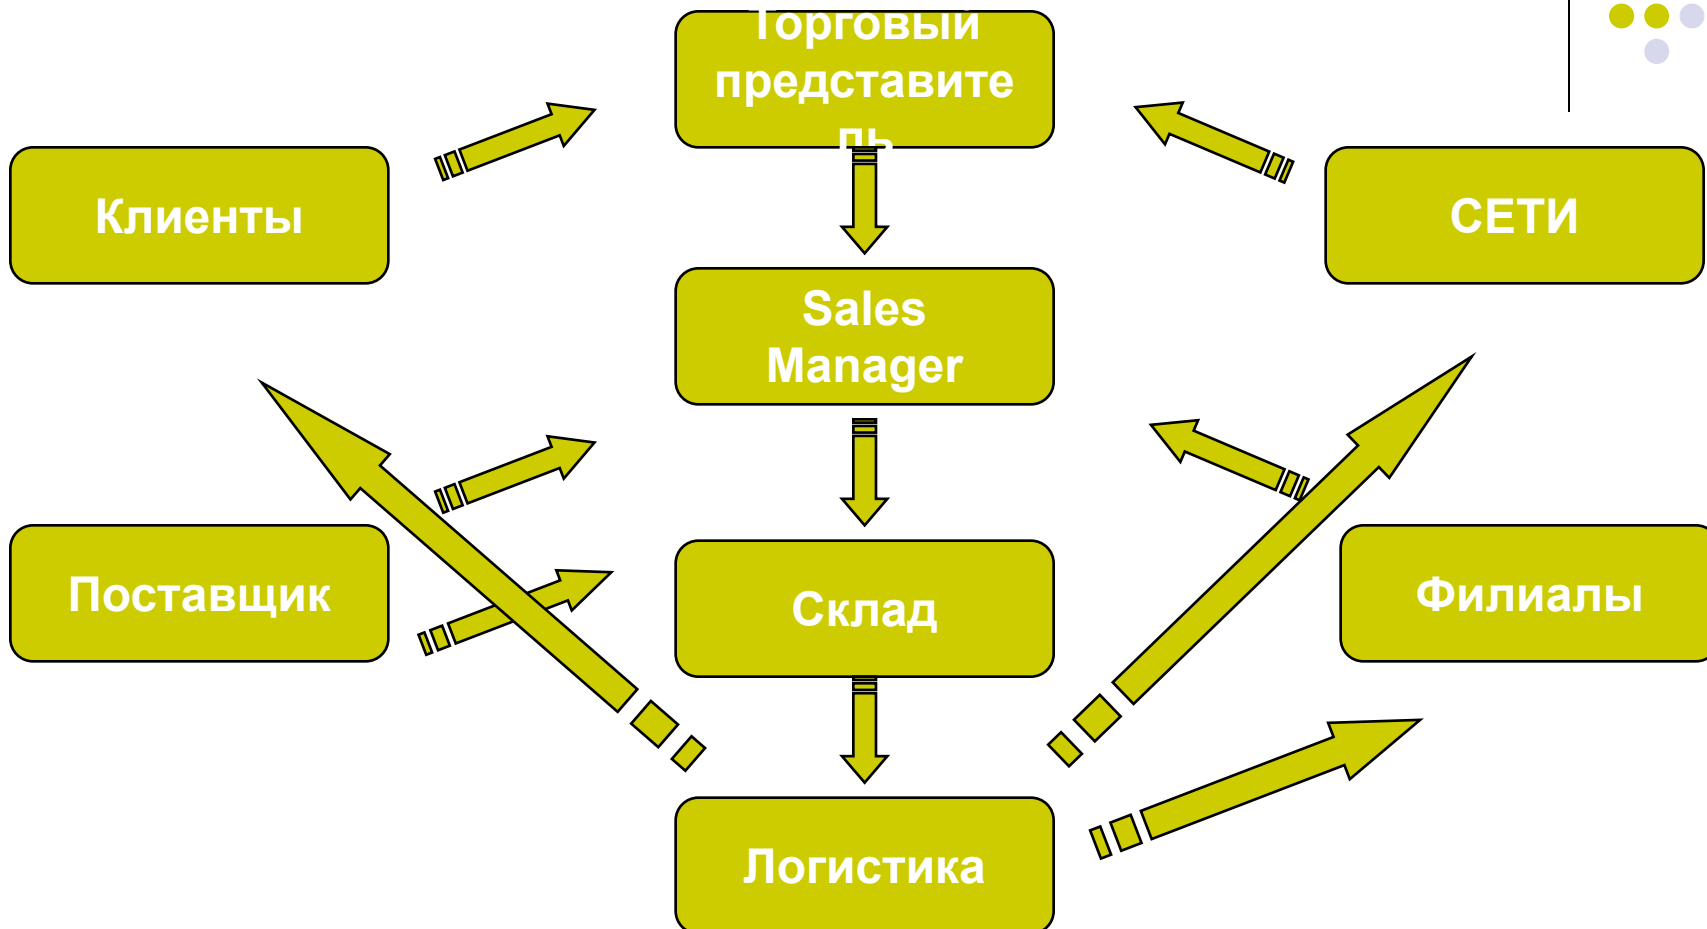 Торговый
представите
ль
Клиенты
СЕТИ
Sales
Manager
Поставщик
Склад
Филиалы
Логистика